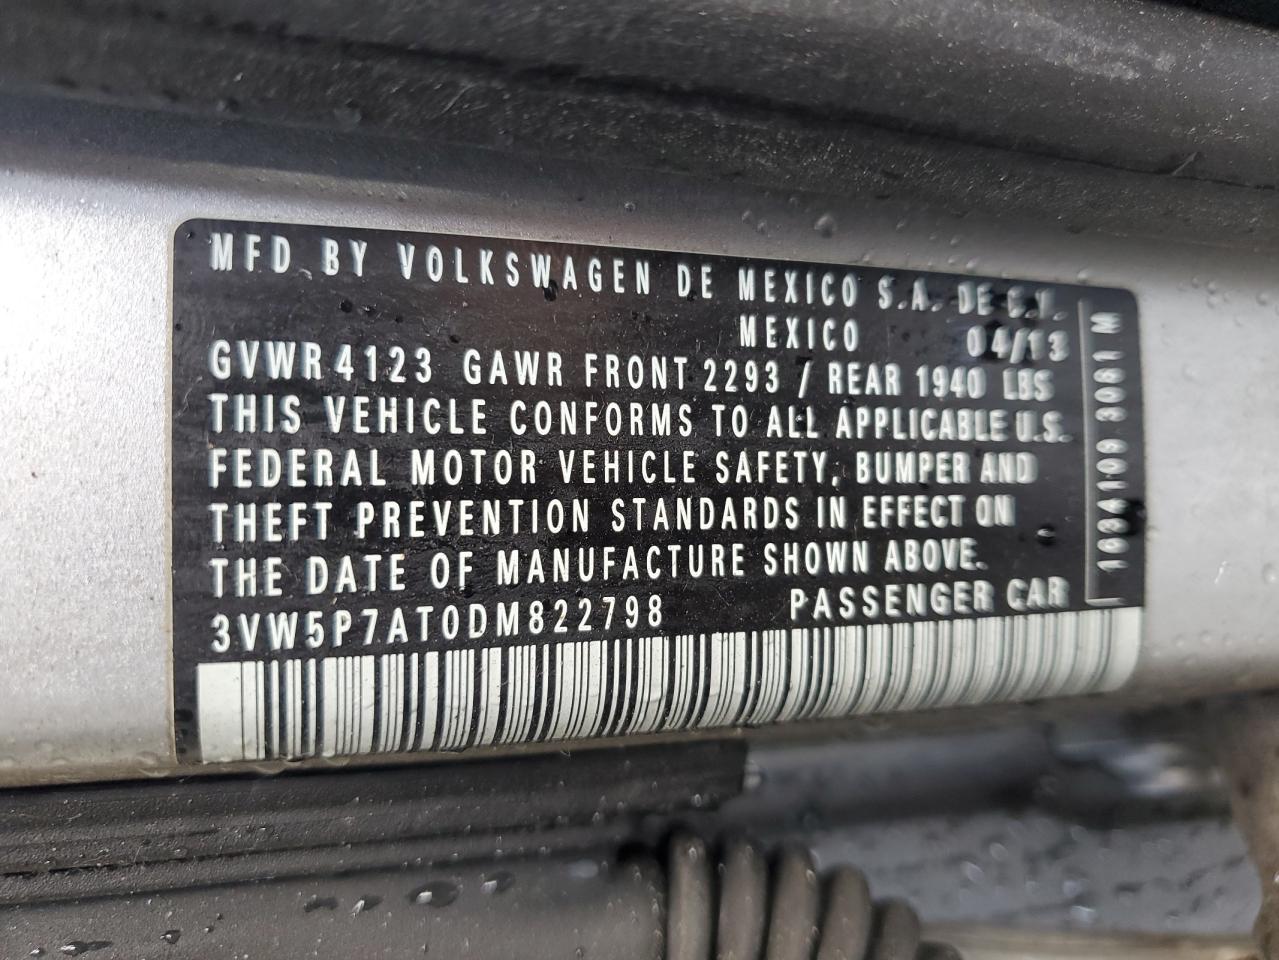 MFD BY VOLKSWAGEN DE MEXICO S.A. DE C.V.
MEXICO 04/13
GVWR 4123 GAWR FRONT 2293 / REAR 1940 LBS
THIS VEHICLE CONFORMS TO ALL APPLICABLE U.S.
FEDERAL MOTOR VEHICLE SAFETY, BUMPER AND
THEFT PREVENTION STANDARDS IN EFFECT ON
THE DATE OF MANUFACTURE SHOWN ABOVE.
3VW5P7AT0DM822798 PASSENGER CAR
1634109 3061 M